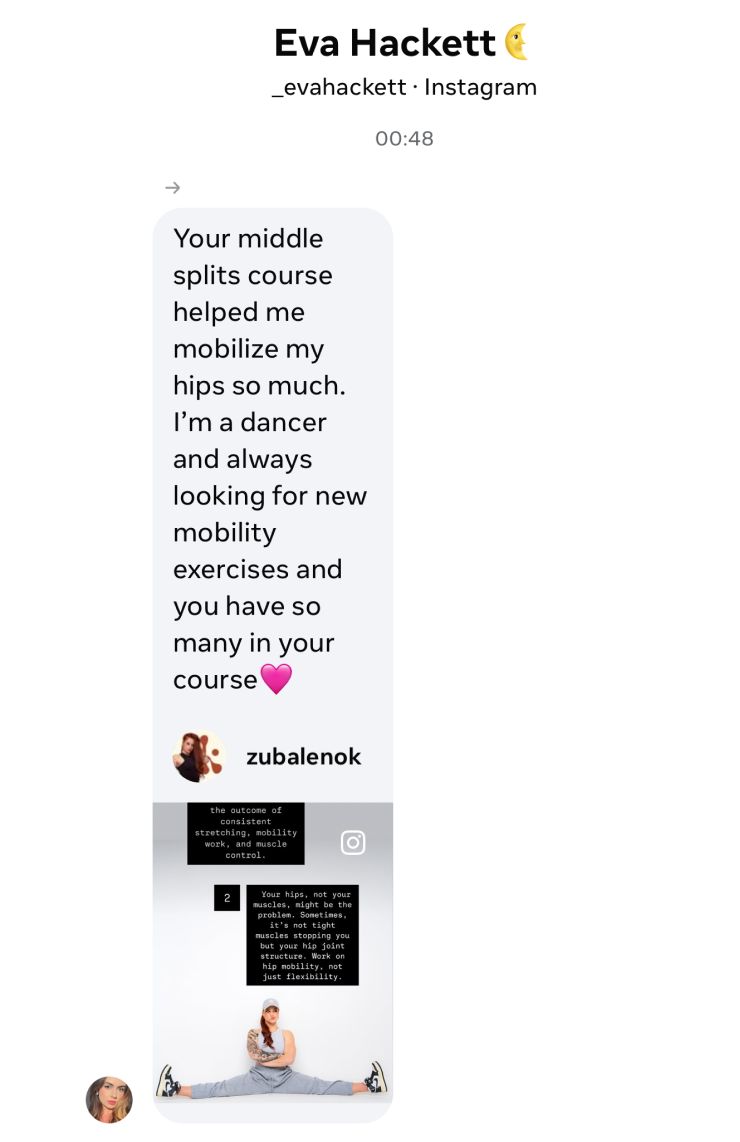 Eva Hackett🌜
_evahackett · Instagram
00:48
→
Your middle
splits course
helped me
mobilize my
hips so much.
I’m a dancer
and always
looking for new
mobility
exercises and
you have so
many in your
course🩷
zubalenok
the outcome of
consistent
stretching, mobility
work, and muscle
control.
2
Your hips, not your
muscles, might be the
problem. Sometimes,
it’s not tight
muscles stopping you
but your hip joint
structure. Work on
hip mobility, not
just flexibility.